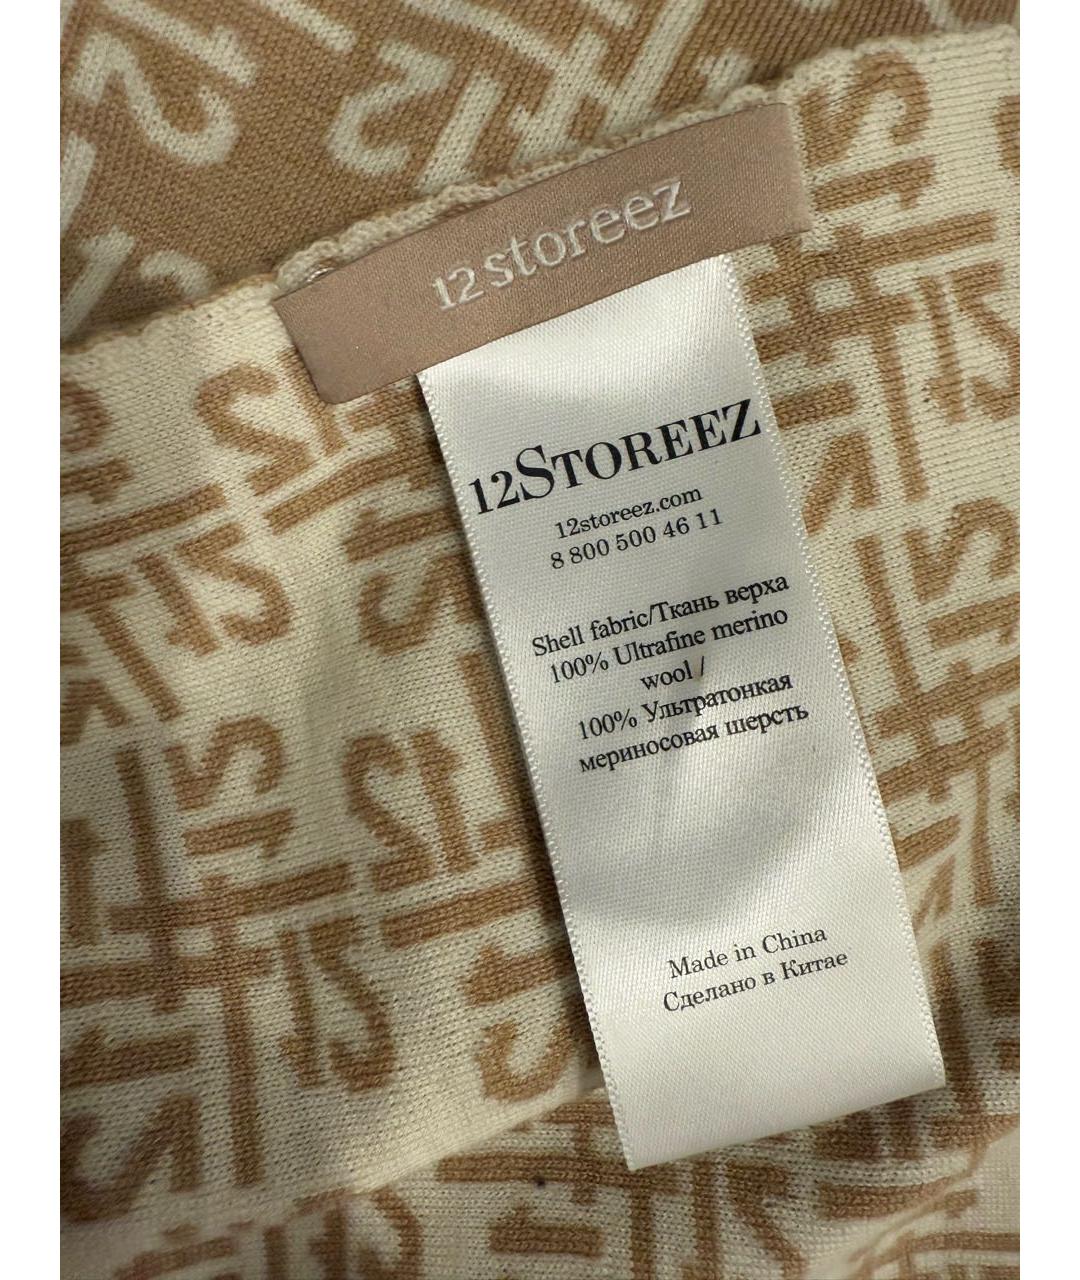 12 storeez
12STOREEZ
12storeez.com
8 800 500 46 11
Shell fabric/Ткань верха
100% Ultrafine merino
wool /
100% Ультратонкая
мериносовая шерсть
Made in China
Сделано в Китае